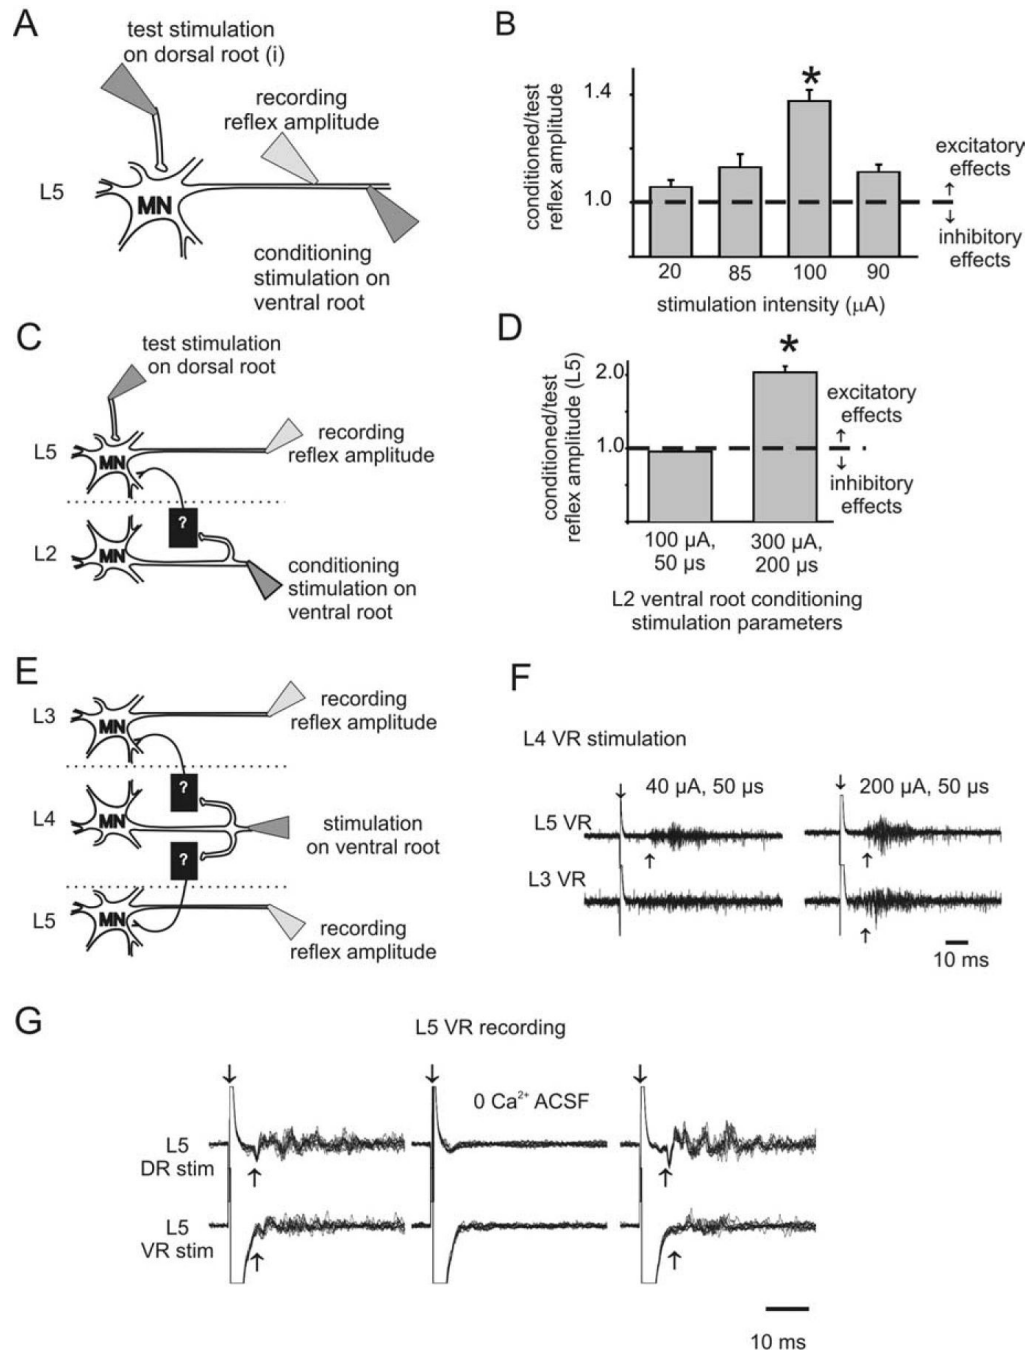 A
test stimulation
on dorsal root (i)
recording
reflex amplitude
L5
MN
conditioning
stimulation on
ventral root
B
conditioned/test
reflex amplitude
1.4
1.0
*
excitatory
effects
↑
↓
inhibitory
effects
20 85 100 90
stimulation intensity (μA)
C
test stimulation
on dorsal root
L5
MN
recording
reflex amplitude
?
L2
MN
conditioning
stimulation on
ventral root
D
conditioned/test
reflex amplitude (L5)
2.0
1.0
*
excitatory
effects
↑
↓
inhibitory
effects
100 μA, 300 μA,
50 μs 200 μs
L2 ventral root conditioning
stimulation parameters
E
L3
MN
recording
reflex amplitude
?
L4
MN
stimulation
on ventral root
?
L5
MN
recording
reflex amplitude
F
L4 VR stimulation
↓ 40 μA, 50 μs ↓ 200 μA, 50 μs
L5 VR
↑ ↑
L3 VR
↑
10 ms
G
L5 VR recording
↓ ↓ ↓
0 Ca²⁺ ACSF
L5
DR stim
↑ ↑
L5
VR stim
↑ ↑
10 ms